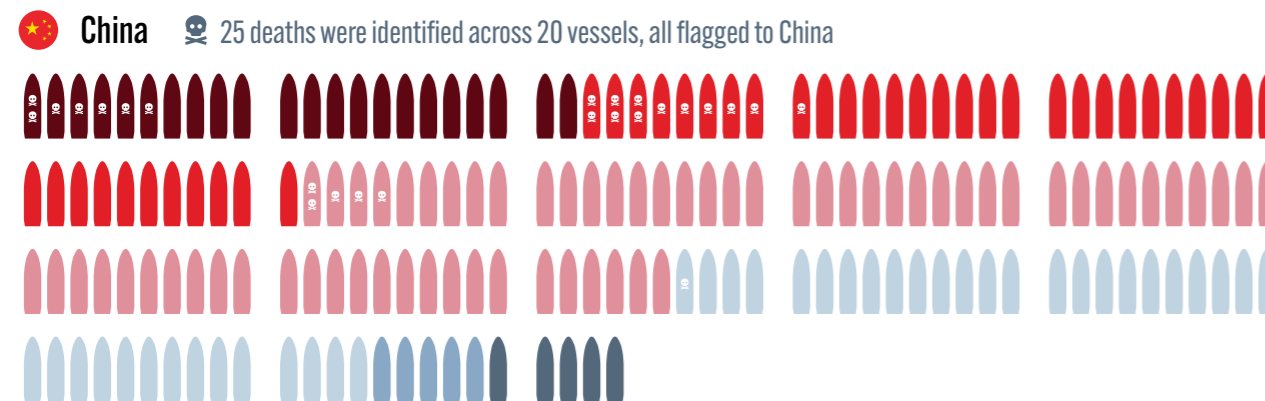 China
25 deaths were identified across 20 vessels, all flagged to China